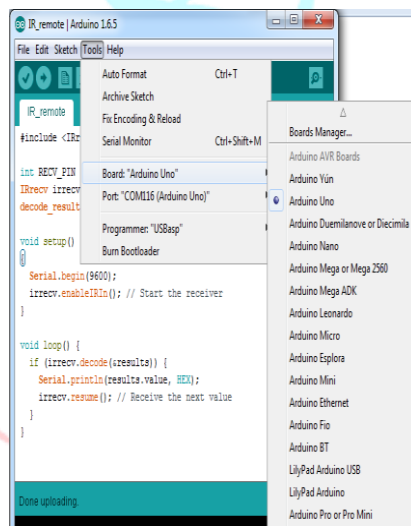 IR_remote | Arduino 1.6.5
File Edit Sketch Tools Help
Auto Format Ctrl+T
Archive Sketch
Fix Encoding & Reload
Serial Monitor Ctrl+Shift+M
Board: "Arduino Uno"
Port: "COM116 (Arduino Uno)"
Programmer: "USBasp"
Burn Bootloader
Boards Manager...
Arduino AVR Boards
Arduino Yún
Arduino Uno
Arduino Duemilanove or Diecimila
Arduino Nano
Arduino Mega or Mega 2560
Arduino Mega ADK
Arduino Leonardo
Arduino Micro
Arduino Esplora
Arduino Mini
Arduino Ethernet
Arduino Fio
Arduino BT
LilyPad Arduino USB
LilyPad Arduino
Arduino Pro or Pro Mini
IR_remote
#include <IRr
int RECV_PIN
IRrecv irrecv
decode_result
void setup()
{
Serial.begin(9600);
irrecv.enableIRIn(); // Start the receiver
}
void loop() {
if (irrecv.decode(&results)) {
Serial.println(results.value, HEX);
irrecv.resume(); // Receive the next value
}
}
Done uploading.